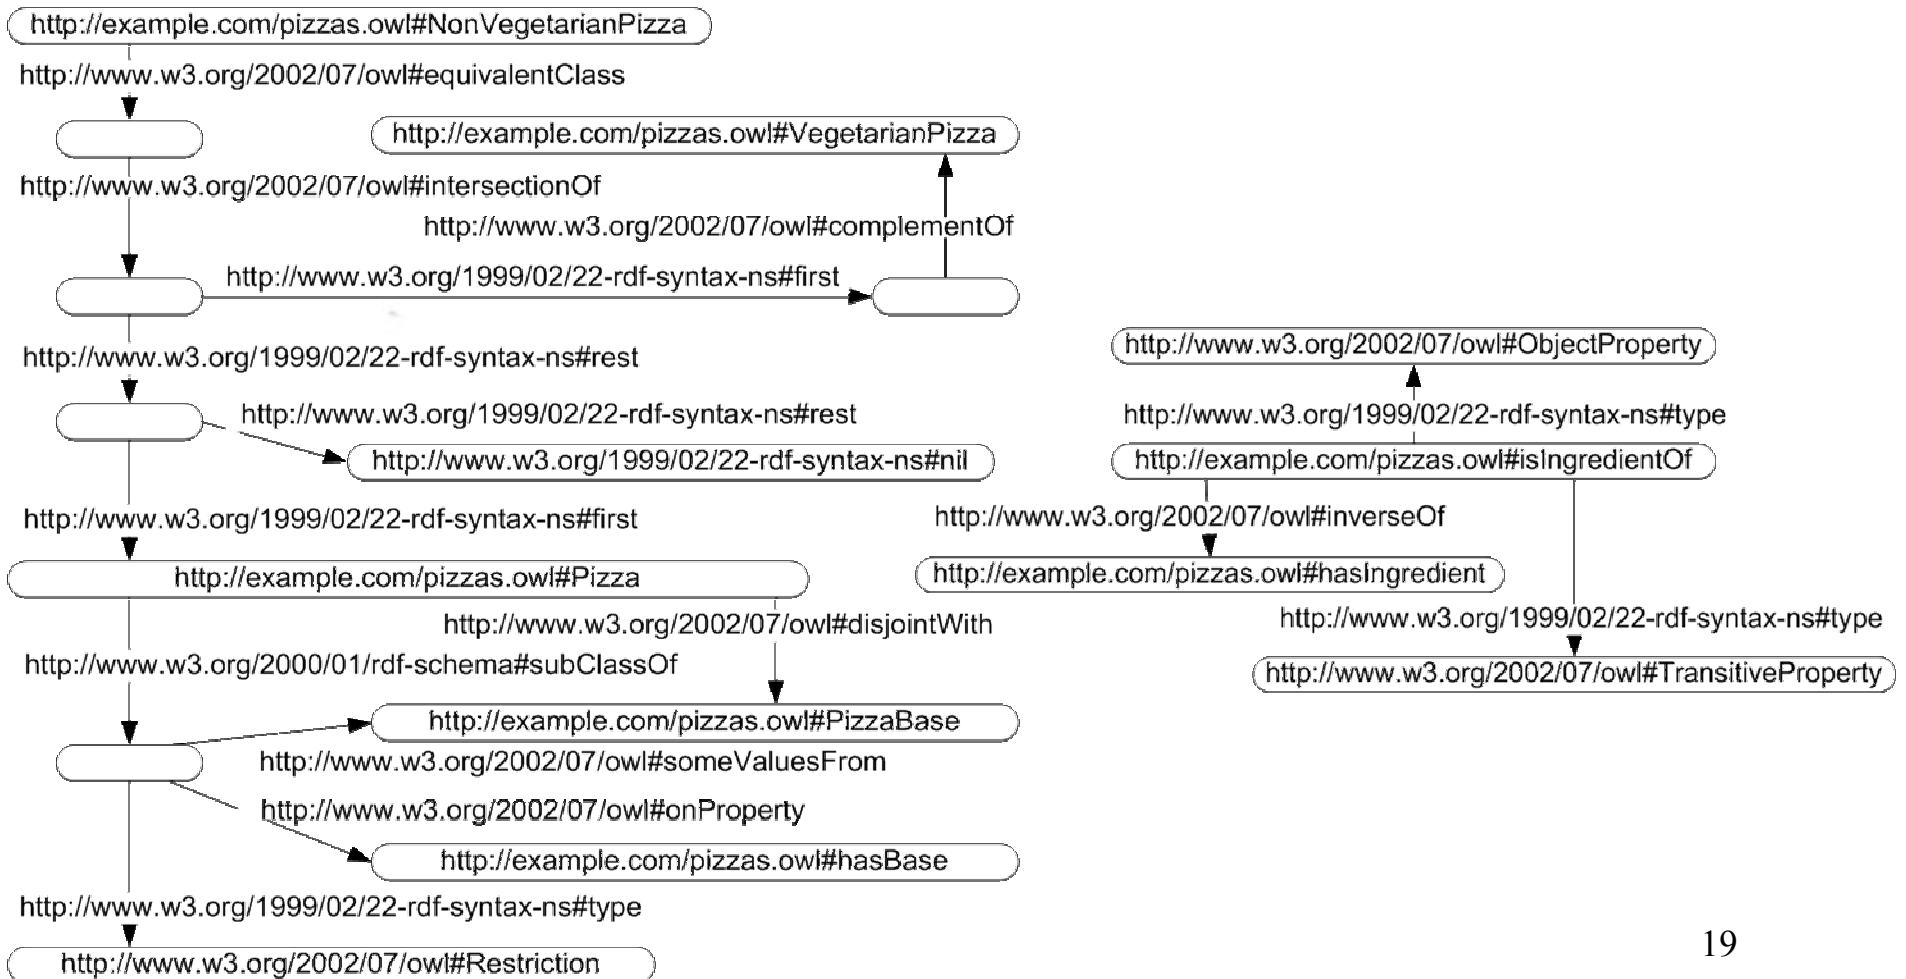 http://example.com/pizzas.owl#NonVegetarianPizza
http://www.w3.org/2002/07/owl#equivalentClass
http://example.com/pizzas.owl#VegetarianPizza
http://www.w3.org/2002/07/owl#intersectionOf
http://www.w3.org/2002/07/owl#complementOf
http://www.w3.org/1999/02/22-rdf-syntax-ns#first
http://www.w3.org/1999/02/22-rdf-syntax-ns#rest
http://www.w3.org/1999/02/22-rdf-syntax-ns#rest
http://www.w3.org/1999/02/22-rdf-syntax-ns#nil
http://www.w3.org/1999/02/22-rdf-syntax-ns#first
http://example.com/pizzas.owl#Pizza
http://www.w3.org/2002/07/owl#disjointWith
http://www.w3.org/2000/01/rdf-schema#subClassOf
http://example.com/pizzas.owl#PizzaBase
http://www.w3.org/2002/07/owl#someValuesFrom
http://www.w3.org/2002/07/owl#onProperty
http://example.com/pizzas.owl#hasBase
http://www.w3.org/1999/02/22-rdf-syntax-ns#type
http://www.w3.org/2002/07/owl#Restriction
http://www.w3.org/2002/07/owl#ObjectProperty
http://www.w3.org/1999/02/22-rdf-syntax-ns#type
http://example.com/pizzas.owl#isIngredientOf
http://www.w3.org/2002/07/owl#inverseOf
http://example.com/pizzas.owl#hasIngredient
http://www.w3.org/1999/02/22-rdf-syntax-ns#type
http://www.w3.org/2002/07/owl#TransitiveProperty
19